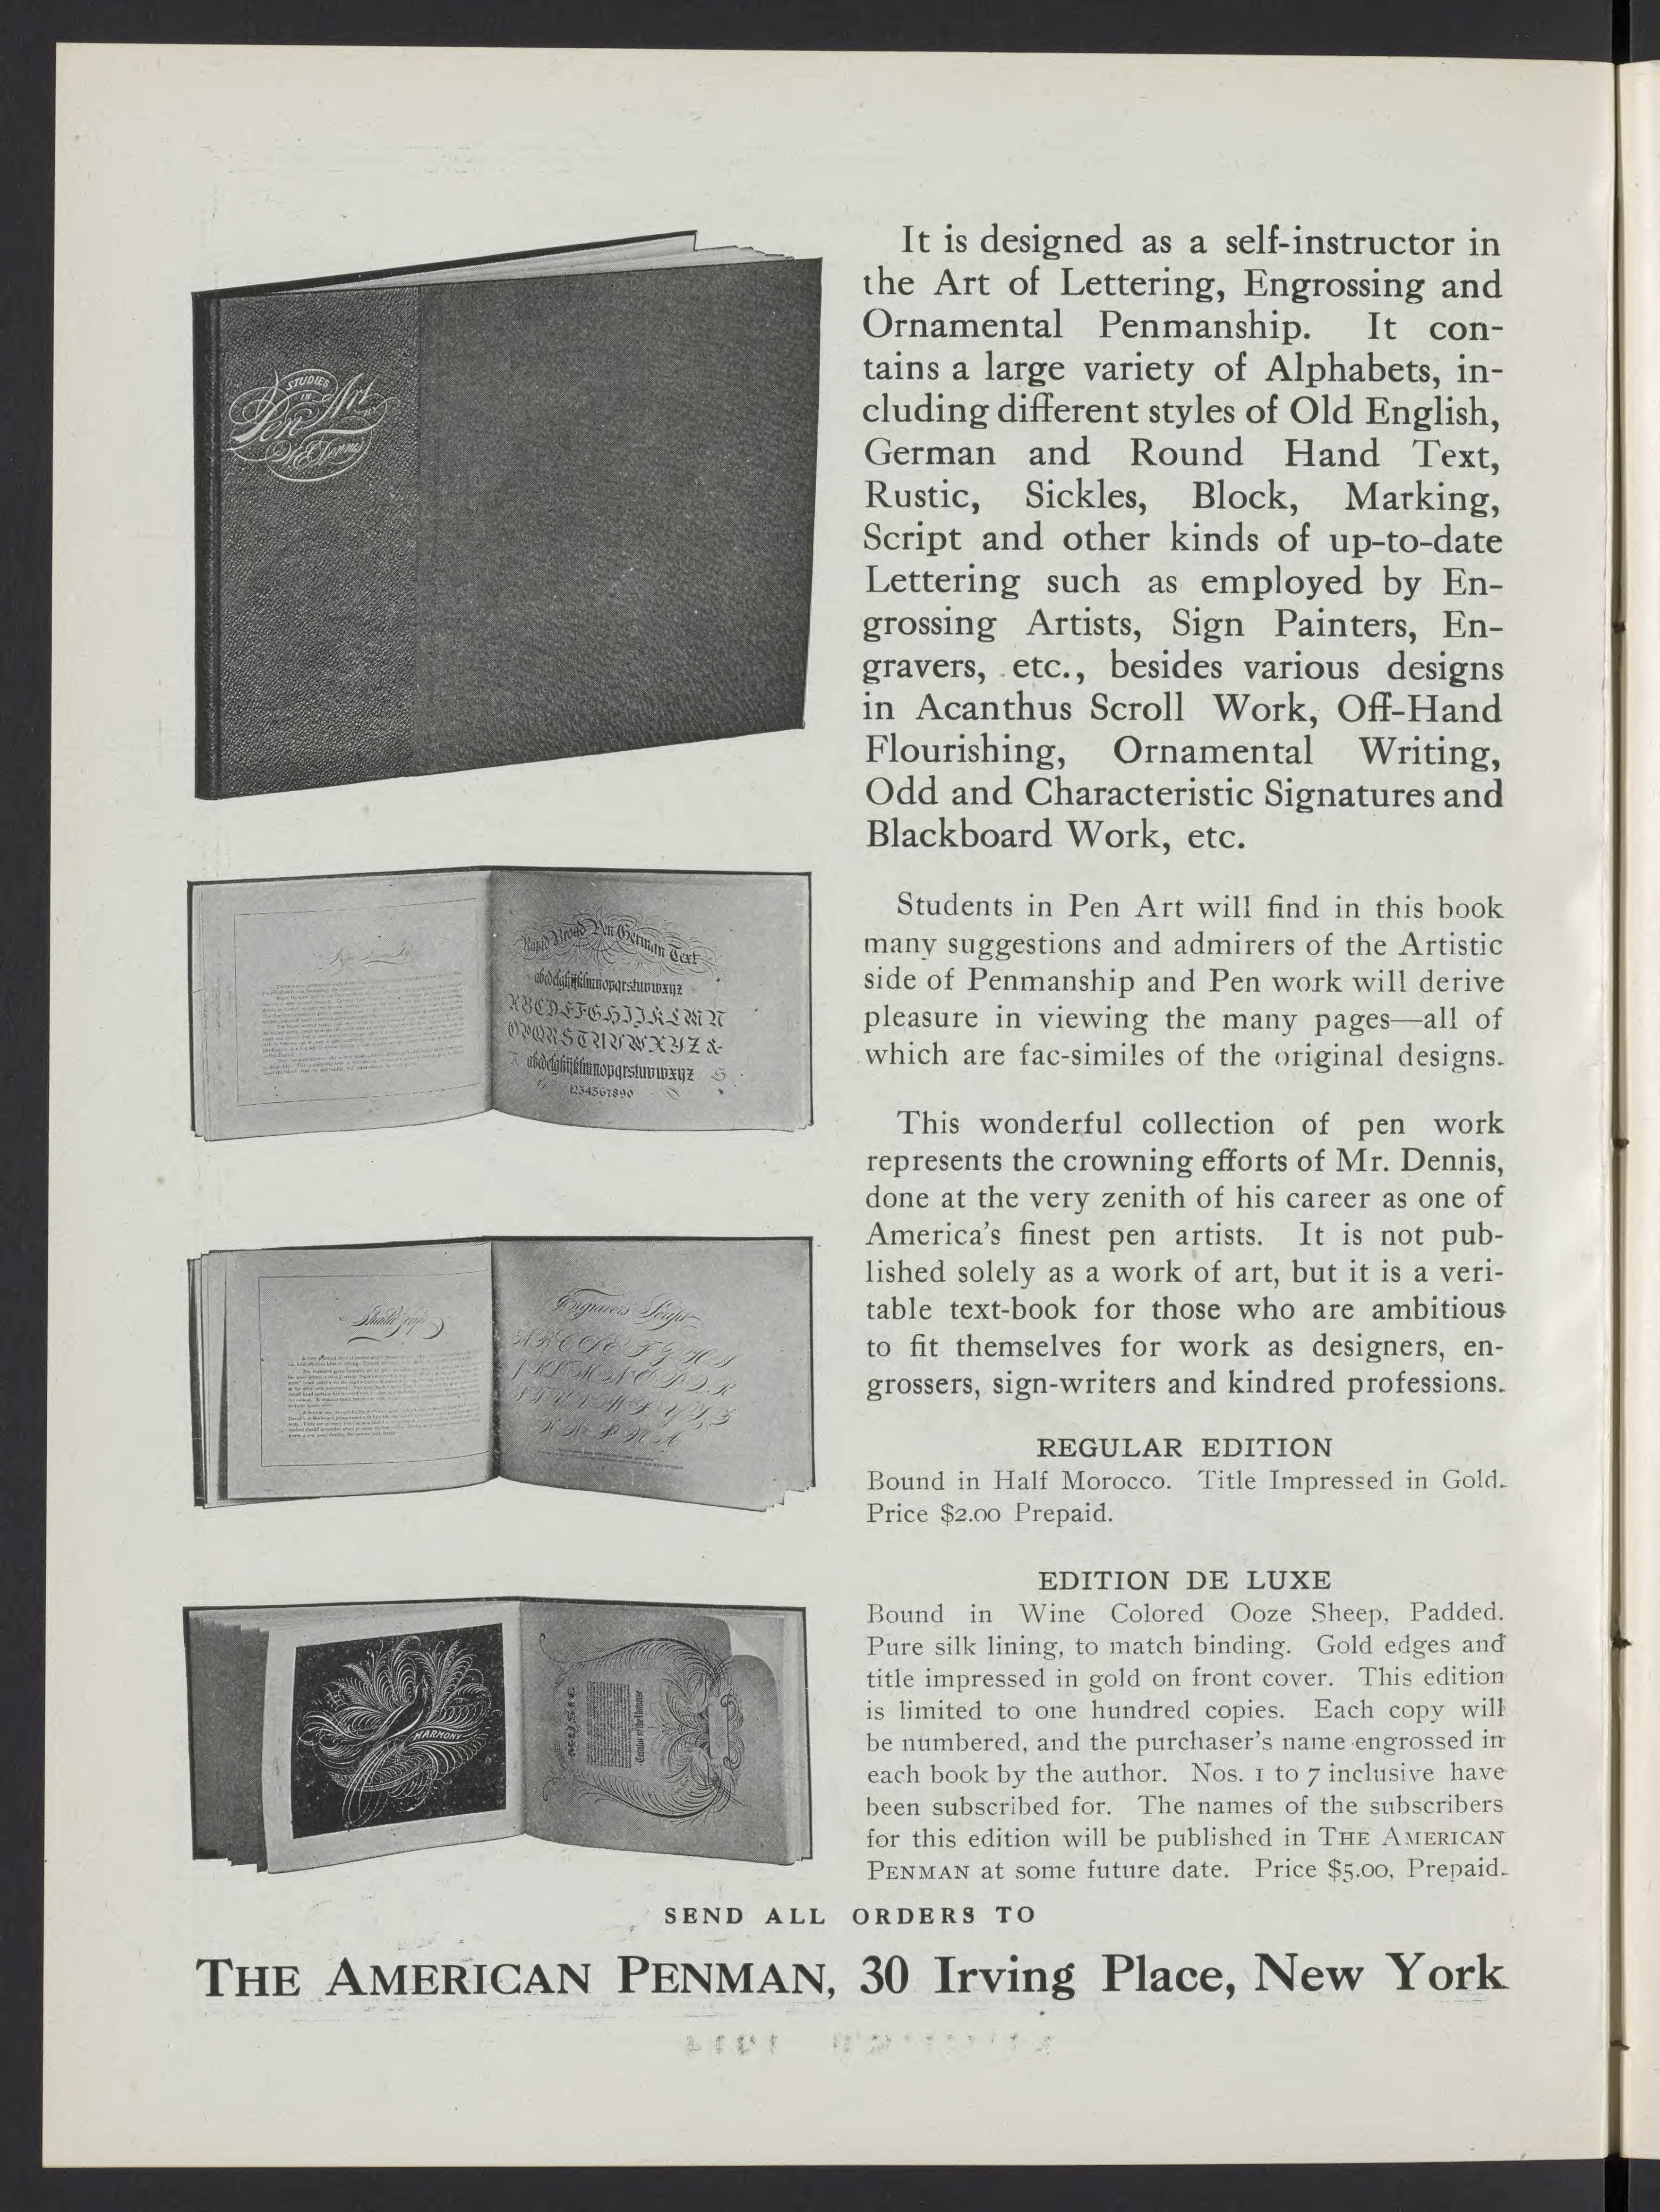 STUDIES
IN
Pen Art
W.E. Dennis
It is designed as a self-instructor in
the Art of Lettering, Engrossing and
Ornamental Penmanship. It con-
tains a large variety of Alphabets, in-
cluding different styles of Old English,
German and Round Hand Text,
Rustic, Sickles, Block, Marking,
Script and other kinds of up-to-date
Lettering such as employed by En-
grossing Artists, Sign Painters, En-
gravers, etc., besides various designs
in Acanthus Scroll Work, Off-Hand
Flourishing, Ornamental Writing,
Odd and Characteristic Signatures and
Blackboard Work, etc.
Rapid Broad Pen German Text
abcdefghijklmnopqrstuvwxyz
ABCDEFGHIJKLMN
OPQRSTUVWXYZ &
abcdefghijklmnopqrstuvwxyz
1234567890
Students in Pen Art will find in this book
many suggestions and admirers of the Artistic
side of Penmanship and Pen work will derive
pleasure in viewing the many pages—all of
which are fac-similes of the original designs.
This wonderful collection of pen work
represents the crowning efforts of Mr. Dennis,
done at the very zenith of his career as one of
America's finest pen artists. It is not pub-
lished solely as a work of art, but it is a veri-
table text-book for those who are ambitious
to fit themselves for work as designers, en-
grossers, sign-writers and kindred professions.
Engravers' Script
REGULAR EDITION
Bound in Half Morocco. Title Impressed in Gold.
Price $2.00 Prepaid.
HARMONY
MUSIC
EDITION DE LUXE
Bound in Wine Colored Ooze Sheep, Padded.
Pure silk lining, to match binding. Gold edges and
title impressed in gold on front cover. This edition
is limited to one hundred copies. Each copy will
be numbered, and the purchaser's name engrossed in
each book by the author. Nos. 1 to 7 inclusive have
been subscribed for. The names of the subscribers
for this edition will be published in THE AMERICAN
PENMAN at some future date. Price $5.00, Prepaid.
SEND ALL ORDERS TO
THE AMERICAN PENMAN, 30 Irving Place, New York